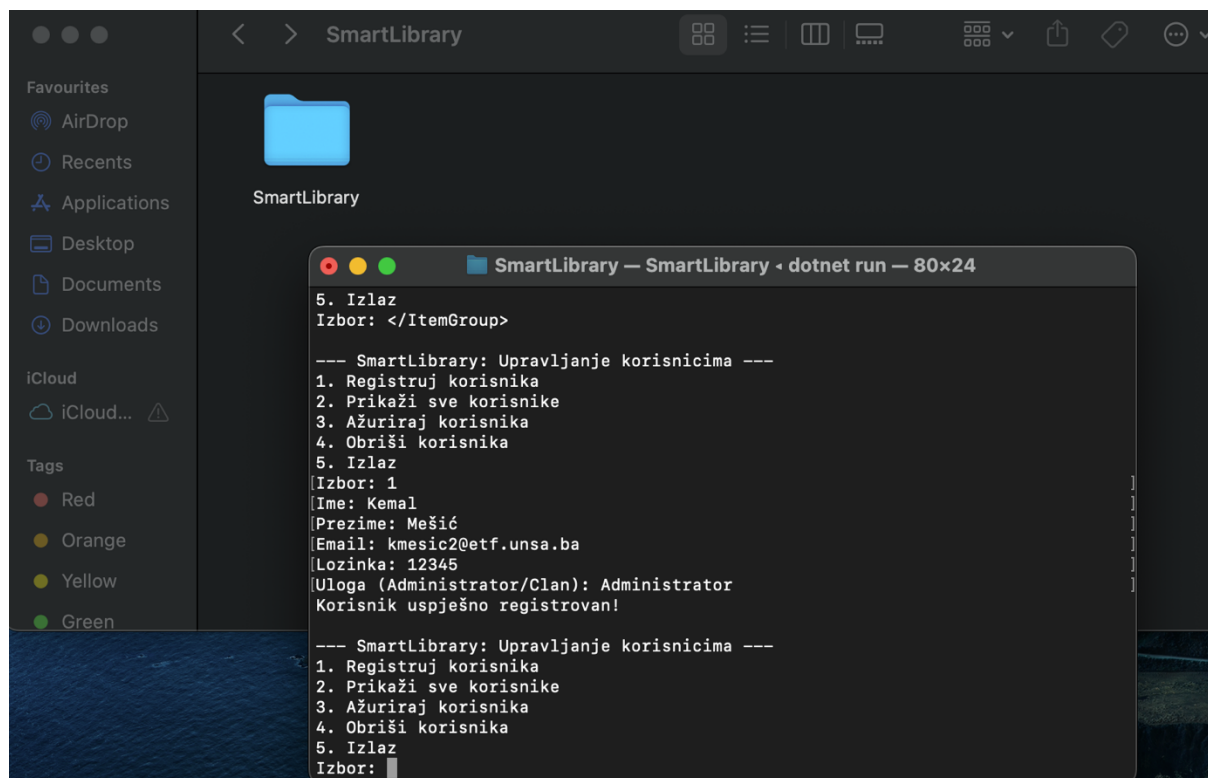 SmartLibrary
Favourites
AirDrop
Recents
Applications
Desktop
Documents
Downloads
iCloud
iCloud...
Tags
Red
Orange
Yellow
Green
SmartLibrary
SmartLibrary — SmartLibrary ◂ dotnet run — 80×24
5. Izlaz
Izbor: </ItemGroup>
--- SmartLibrary: Upravljanje korisnicima ---
1. Registruj korisnika
2. Prikaži sve korisnike
3. Ažuriraj korisnika
4. Obriši korisnika
5. Izlaz
[Izbor: 1 ]
[Ime: Kemal ]
[Prezime: Mešić ]
[Email: kmesic2@etf.unsa.ba ]
[Lozinka: 12345 ]
[Uloga (Administrator/Clan): Administrator ]
Korisnik uspješno registrovan!
--- SmartLibrary: Upravljanje korisnicima ---
1. Registruj korisnika
2. Prikaži sve korisnike
3. Ažuriraj korisnika
4. Obriši korisnika
5. Izlaz
Izbor: